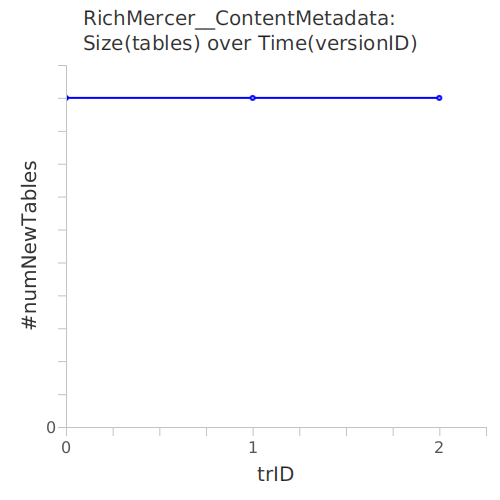 RichMercer__ContentMetadata:
Size(tables) over Time(versionID)
#numNewTables
0
0
1
2
trID